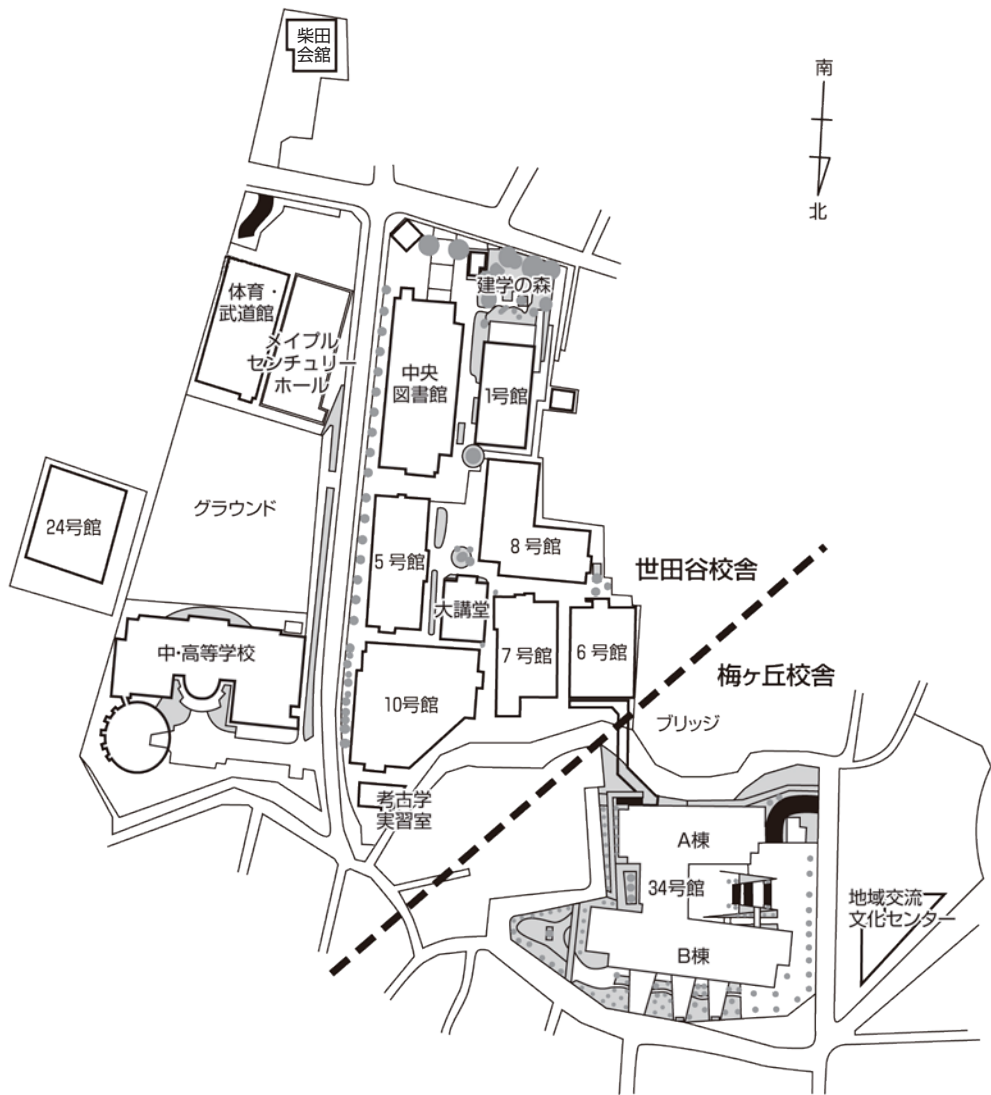 柴田
会舘
南
北
建学の森
体育・
武道館
メイプル
センチュリー
ホール
中央
図書館
1号館
グラウンド
24号館
5号館
8号館
世田谷校舎
大講堂
中・高等学校
7号館
6号館
梅ヶ丘校舎
10号館
ブリッジ
考古学
実習室
A棟
34号館
地域交流
文化センター
B棟